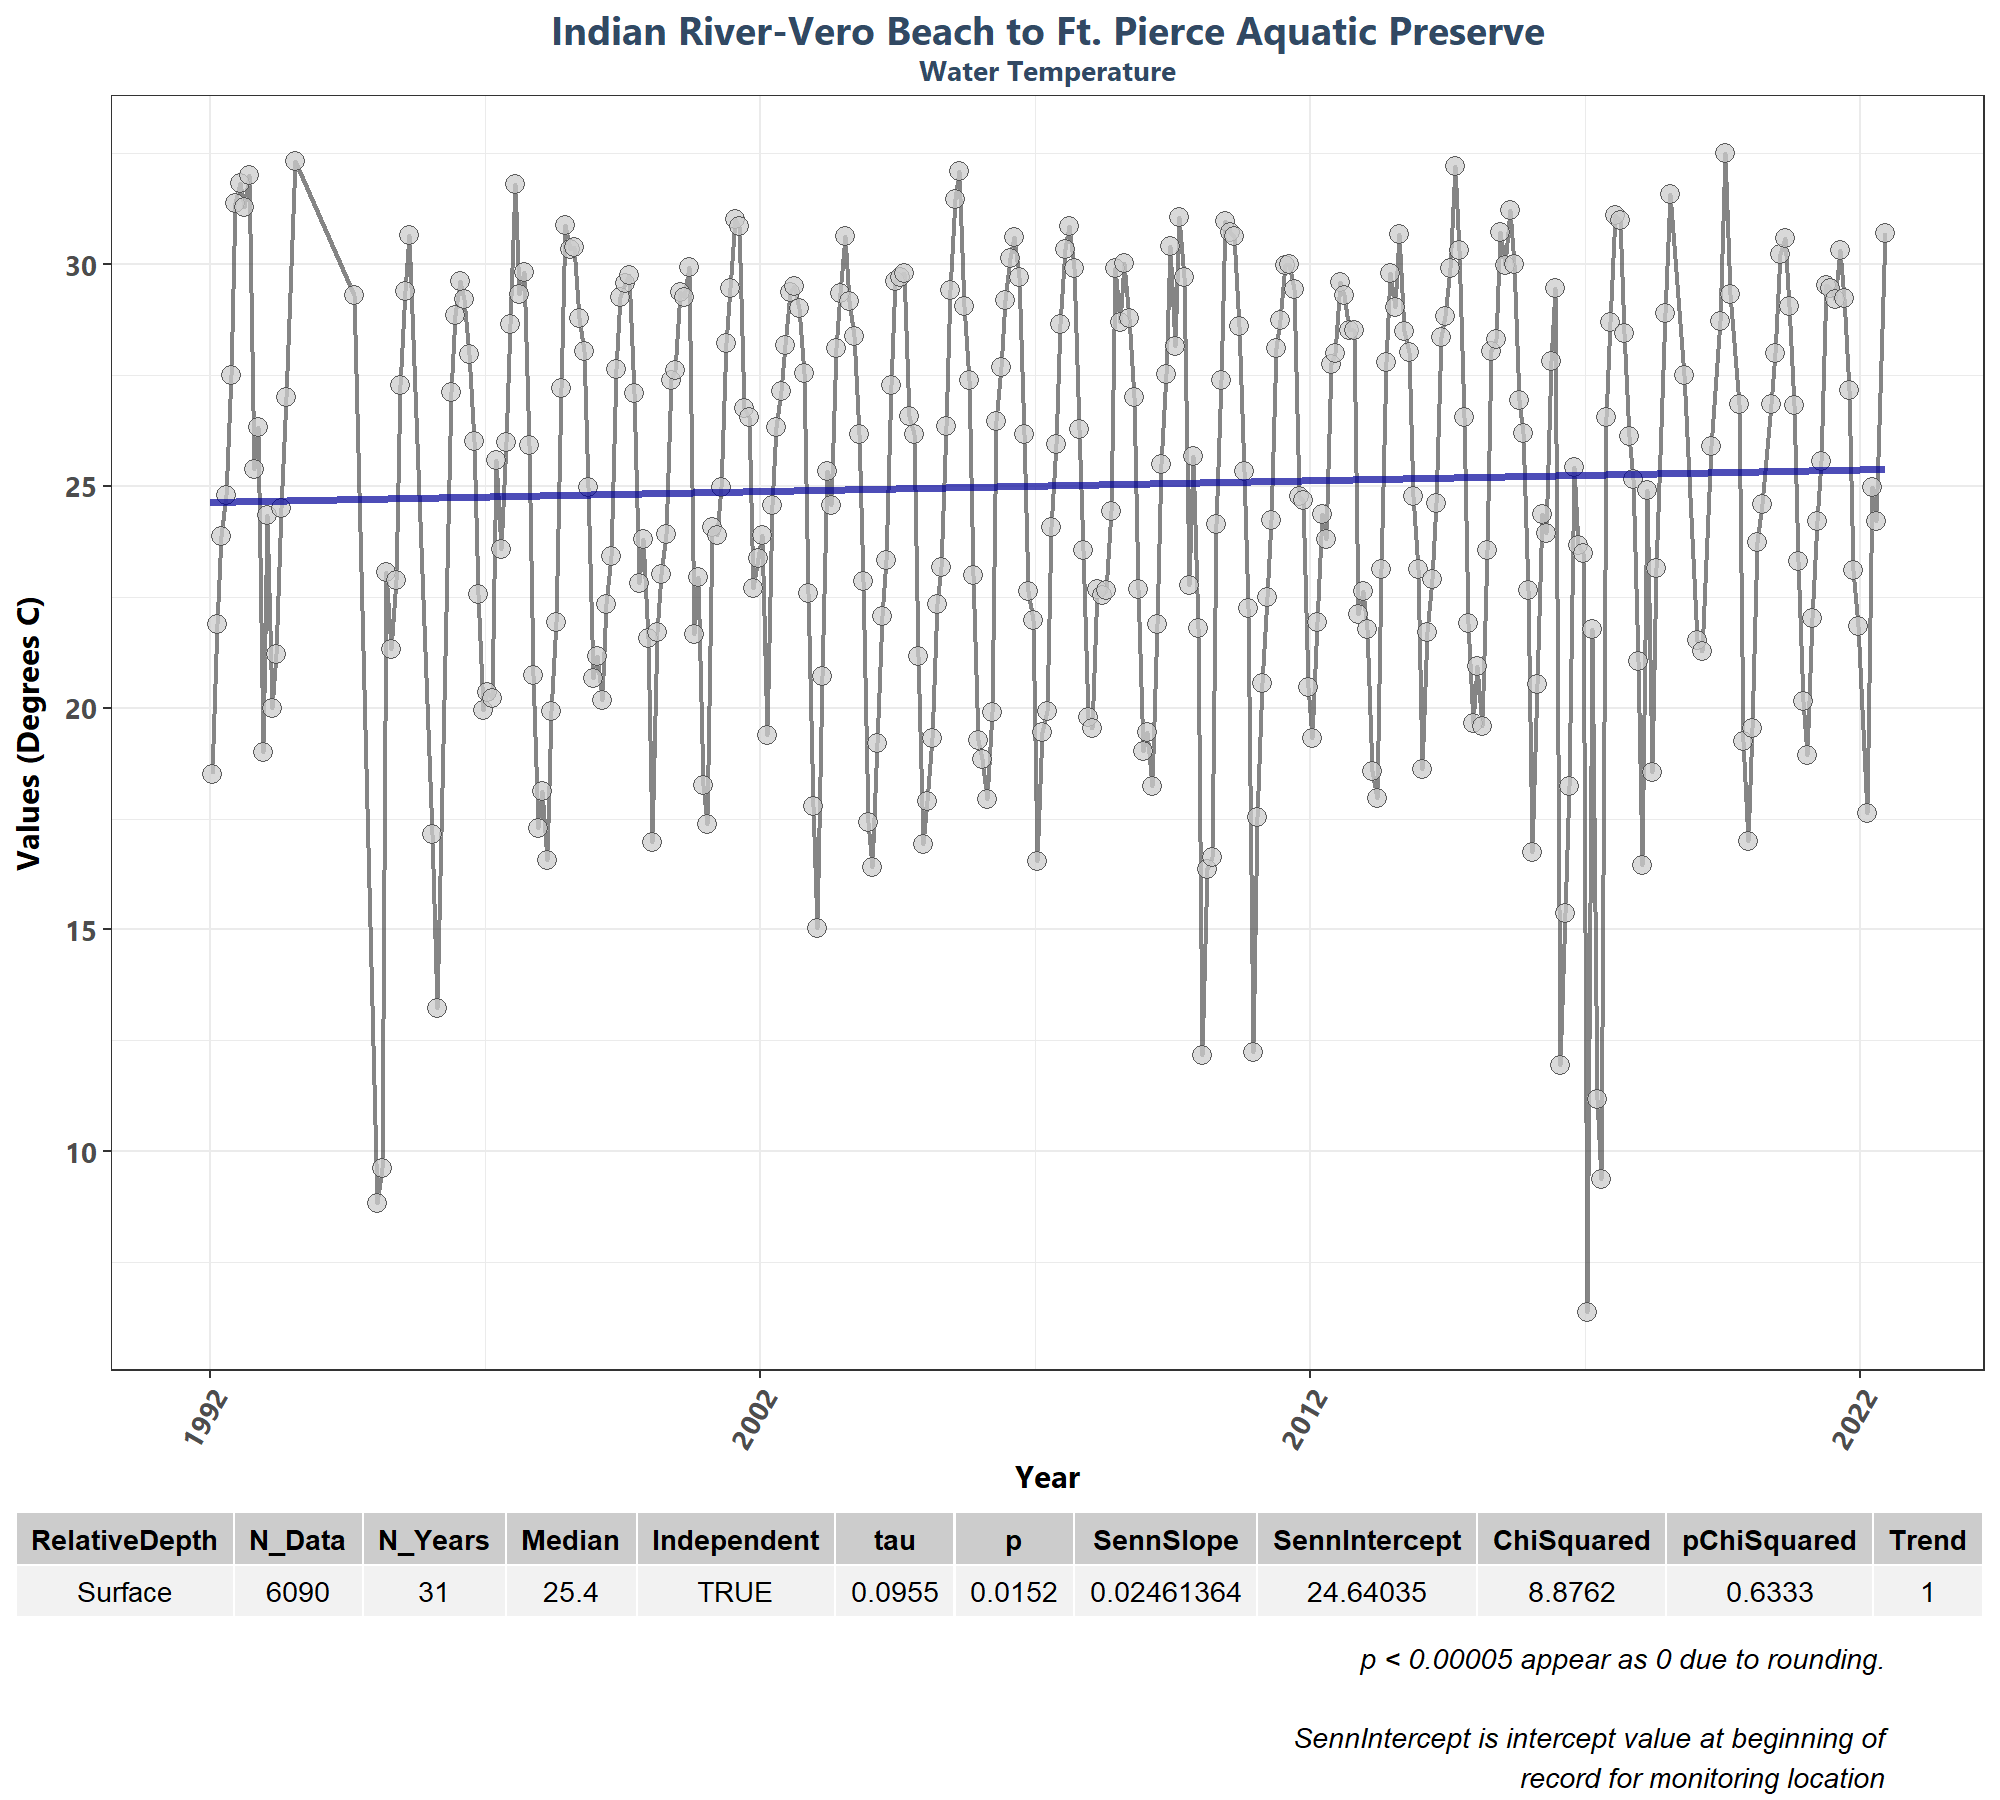 Indian River-Vero Beach to Ft. Pierce Aquatic Preserve
Water Temperature
Values (Degrees C)
30
25
20
15
10
1992
2002
2012
2022
Year
RelativeDepth N_Data N_Years Median Independent tau p SennSlope SennIntercept ChiSquared pChiSquared Trend
Surface 6090 31 25.4 TRUE 0.0955 0.0152 0.02461364 24.64035 8.8762 0.6333 1
p < 0.00005 appear as 0 due to rounding.
SennIntercept is intercept value at beginning of
record for monitoring location